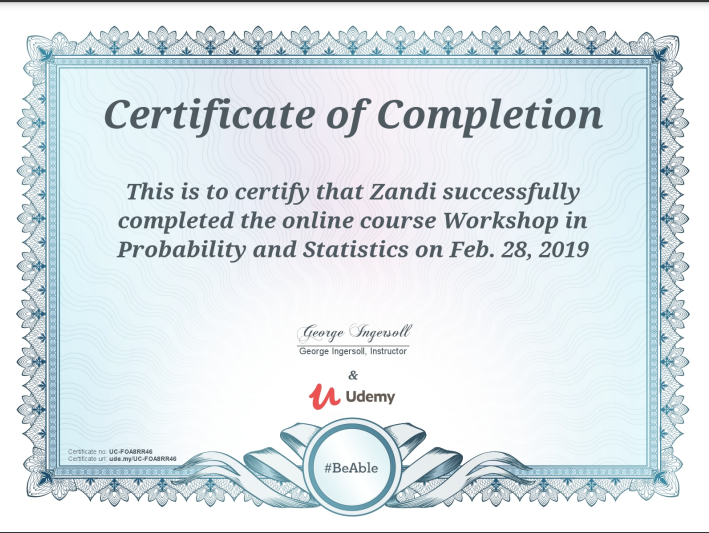 Certificate of Completion
This is to certify that Zandi successfully
completed the online course Workshop in
Probability and Statistics on Feb. 28, 2019
George Ingersoll
George Ingersoll, Instructor
&
Udemy
Certificate no: UC-FOA8RR46
Certificate url: ude.my/UC-FOA8RR46
#BeAble